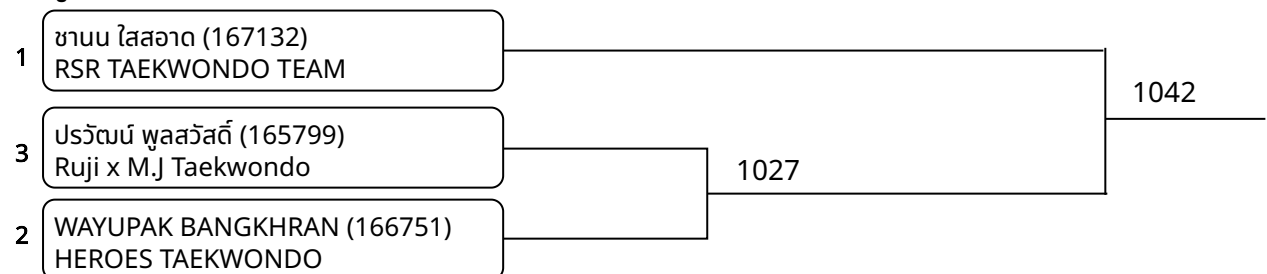 1
ชานน ใสสอาด (167132)
RSR TAEKWONDO TEAM
1042
3
ปรวัฒน์ พูลสวัสดิ์ (165799)
Ruji x M.J Taekwondo
1027
2
WAYUPAK BANGKHRAN (166751)
HEROES TAEKWONDO